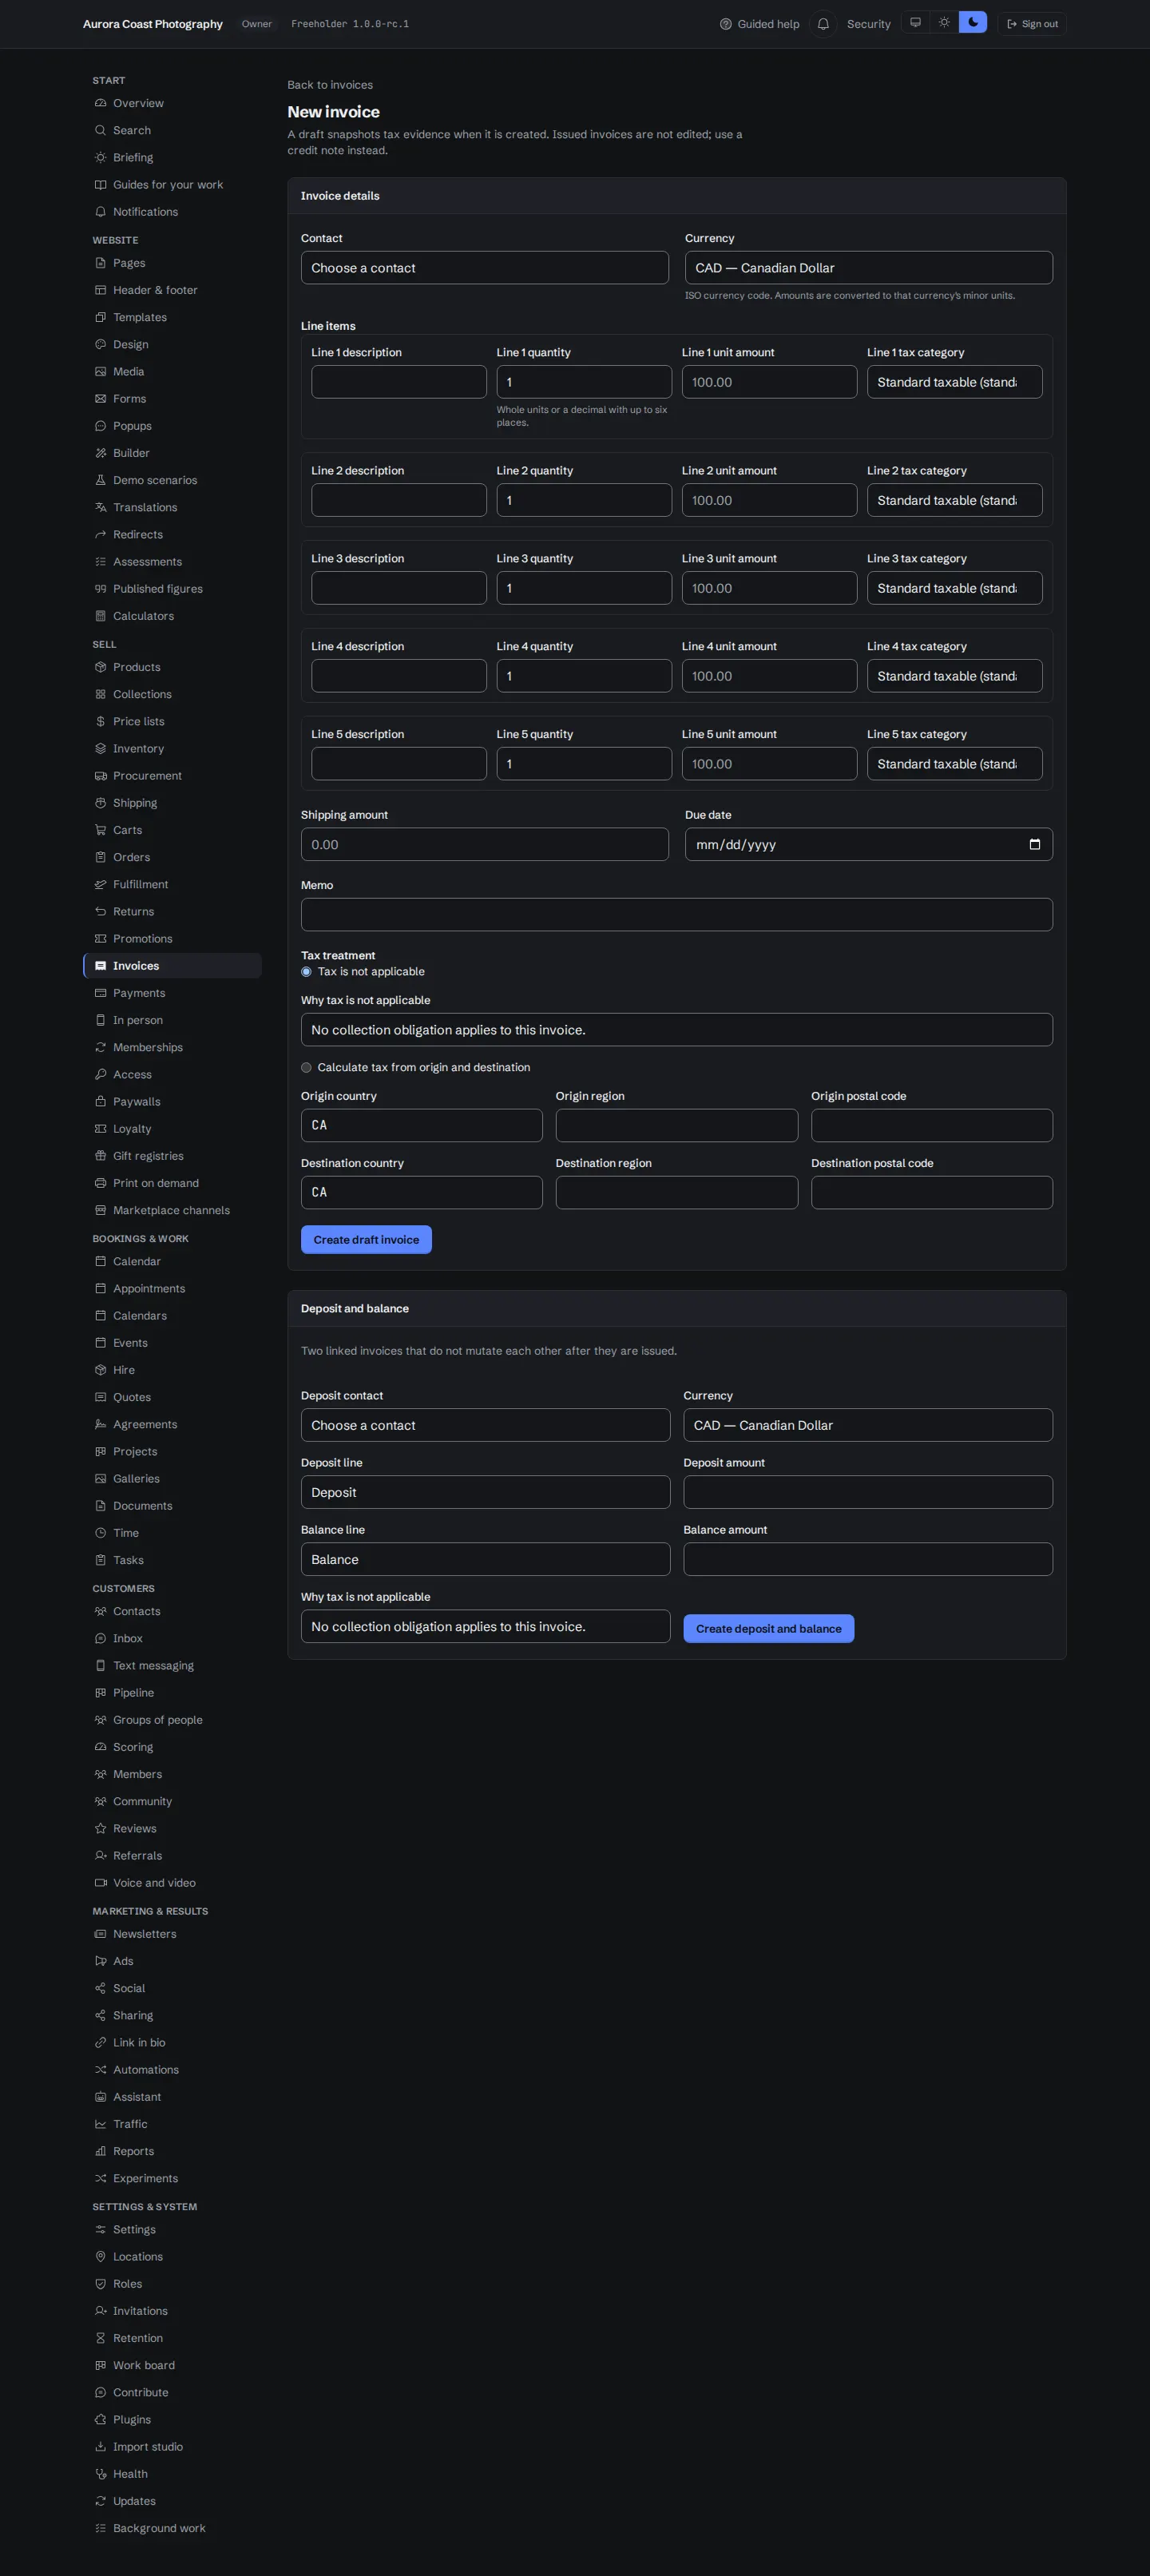 Aurora Coast Photography
Owner
Freeholder 1.0.0-rc.1
Guided help
Security
Sign out
START
Overview
Search
Briefing
Guides for your work
Notifications
WEBSITE
Pages
Header & footer
Templates
Design
Media
Forms
Popups
Builder
Demo scenarios
Translations
Redirects
Assessments
Published figures
Calculators
SELL
Products
Collections
Price lists
Inventory
Procurement
Shipping
Carts
Orders
Fulfillment
Returns
Promotions
Invoices
Payments
In person
Memberships
Access
Paywalls
Loyalty
Gift registries
Print on demand
Marketplace channels
BOOKINGS & WORK
Calendar
Appointments
Calendars
Events
Hire
Quotes
Agreements
Projects
Galleries
Documents
Time
Tasks
CUSTOMERS
Contacts
Inbox
Text messaging
Pipeline
Groups of people
Scoring
Members
Community
Reviews
Referrals
Voice and video
MARKETING & RESULTS
Newsletters
Ads
Social
Sharing
Link in bio
Automations
Assistant
Traffic
Reports
Experiments
SETTINGS & SYSTEM
Settings
Locations
Roles
Invitations
Retention
Work board
Contribute
Plugins
Import studio
Health
Updates
Background work
Back to invoices
New invoice
A draft snapshots tax evidence when it is created. Issued invoices are not edited; use a
credit note instead.
Invoice details
Contact
Currency
Choose a contact
CAD — Canadian Dollar
ISO currency code. Amounts are converted to that currency's minor units.
Line items
Line 1 description
Line 1 quantity
Line 1 unit amount
Line 1 tax category
1
100.00
Standard taxable (standa
Whole units or a decimal with up to six
places.
Line 2 description
Line 2 quantity
Line 2 unit amount
Line 2 tax category
1
100.00
Standard taxable (standa
Line 3 description
Line 3 quantity
Line 3 unit amount
Line 3 tax category
1
100.00
Standard taxable (standa
Line 4 description
Line 4 quantity
Line 4 unit amount
Line 4 tax category
1
100.00
Standard taxable (standa
Line 5 description
Line 5 quantity
Line 5 unit amount
Line 5 tax category
1
100.00
Standard taxable (standa
Shipping amount
Due date
0.00
mm/dd/yyyy
Memo
Tax treatment
Tax is not applicable
Why tax is not applicable
No collection obligation applies to this invoice.
Calculate tax from origin and destination
Origin country
Origin region
Origin postal code
CA
Destination country
Destination region
Destination postal code
CA
Create draft invoice
Deposit and balance
Two linked invoices that do not mutate each other after they are issued.
Deposit contact
Currency
Choose a contact
CAD — Canadian Dollar
Deposit line
Deposit amount
Deposit
Balance line
Balance amount
Balance
Why tax is not applicable
No collection obligation applies to this invoice.
Create deposit and balance